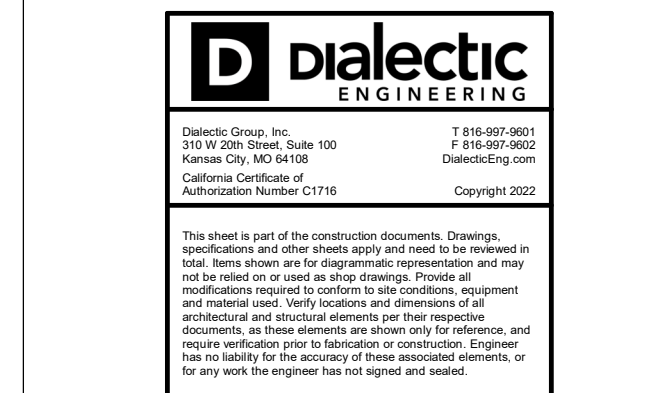 D DIALECTIC
ENGINEERING
Dialectic Group, Inc. T 816-997-9601
310 W 20th Street, Suite 100 F 816-997-9602
Kansas City, MO 64108 DialecticEng.com
California Certificate of
Authorization Number C1716 Copyright 2022
This sheet is part of the construction documents. Drawings,
specifications and other sheets apply and need to be reviewed in
total. Items shown are for diagrammatic representation and may
not be relied on or used as shop drawings. Provide all
modifications required to conform to site conditions, equipment
and material used. Verify locations and dimensions of all
architectural and structural elements per their respective
documents, as these elements are shown only for reference, and
require verification prior to fabrication or construction. Engineer
has no liability for the accuracy of these associated elements, or
for any work the engineer has not signed and sealed.